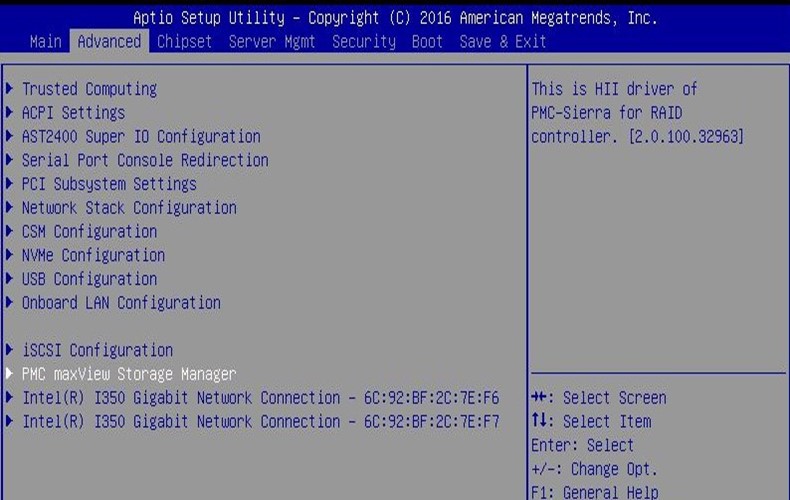 Aptio Setup Utility – Copyright (C) 2016 American Megatrends, Inc.
Main Advanced Chipset Server Mgmt Security Boot Save & Exit
Trusted Computing
ACPI Settings
AST2400 Super IO Configuration
Serial Port Console Redirection
PCI Subsystem Settings
Network Stack Configuration
CSM Configuration
NVMe Configuration
USB Configuration
Onboard LAN Configuration
iSCSI Configuration
PMC maxView Storage Manager
Intel(R) I350 Gigabit Network Connection – 6C:92:BF:2C:7E:F6
Intel(R) I350 Gigabit Network Connection – 6C:92:BF:2C:7E:F7
This is HII driver of
PMC-Sierra for RAID
controller. [2.0.100.32963]
→←: Select Screen
↑↓: Select Item
Enter: Select
+/-: Change Opt.
F1: General Help